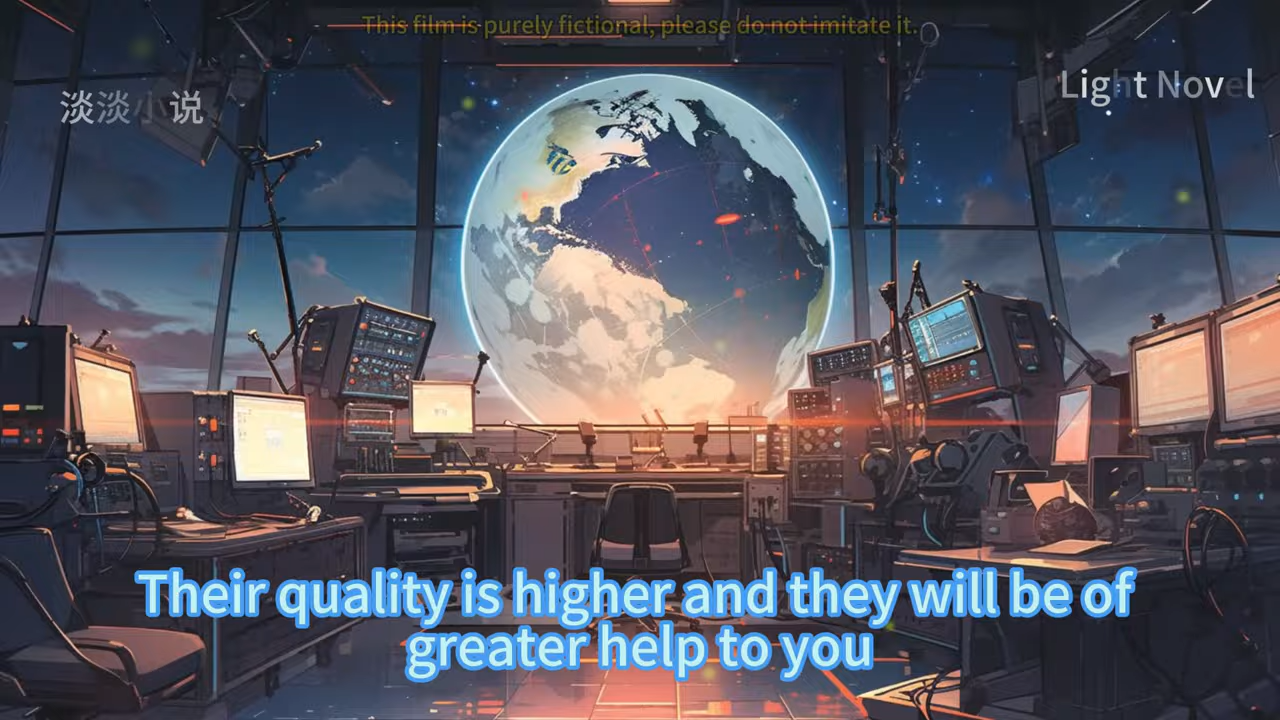 This film is purely fictional, please do not imitate it.
淡淡小说
Light Novel
Their quality is higher and they will be of
greater help to you